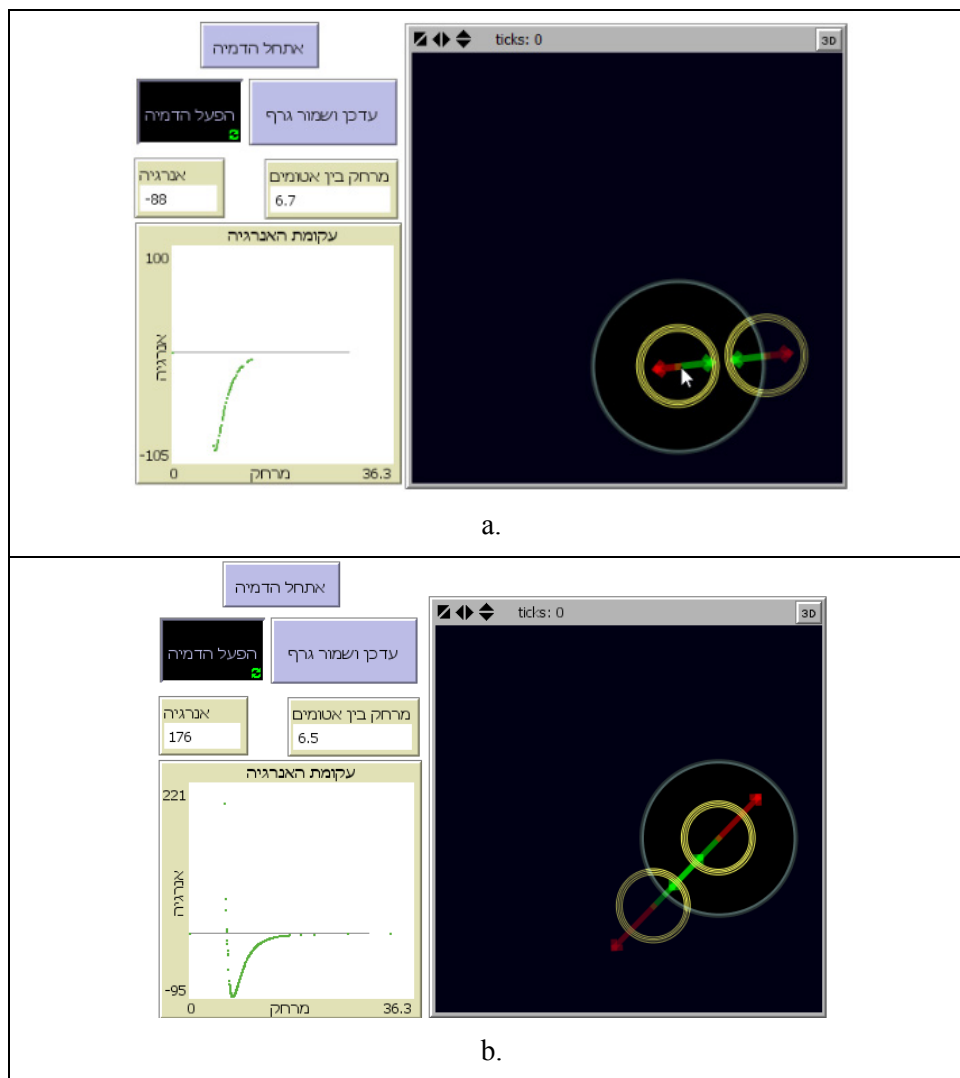 אתחל הדמיה
ticks: 0
3D
הפעל הדמיה
עדכן ושמור גרף
אנרגיה
-88
מרחק בין אטומים
6.7
עקומת האנרגיה
100
אנרגיה
-105
0
מרחק
36.3
a.
אתחל הדמיה
ticks: 0
3D
הפעל הדמיה
עדכן ושמור גרף
אנרגיה
176
מרחק בין אטומים
6.5
עקומת האנרגיה
221
אנרגיה
-95
0
מרחק
36.3
b.